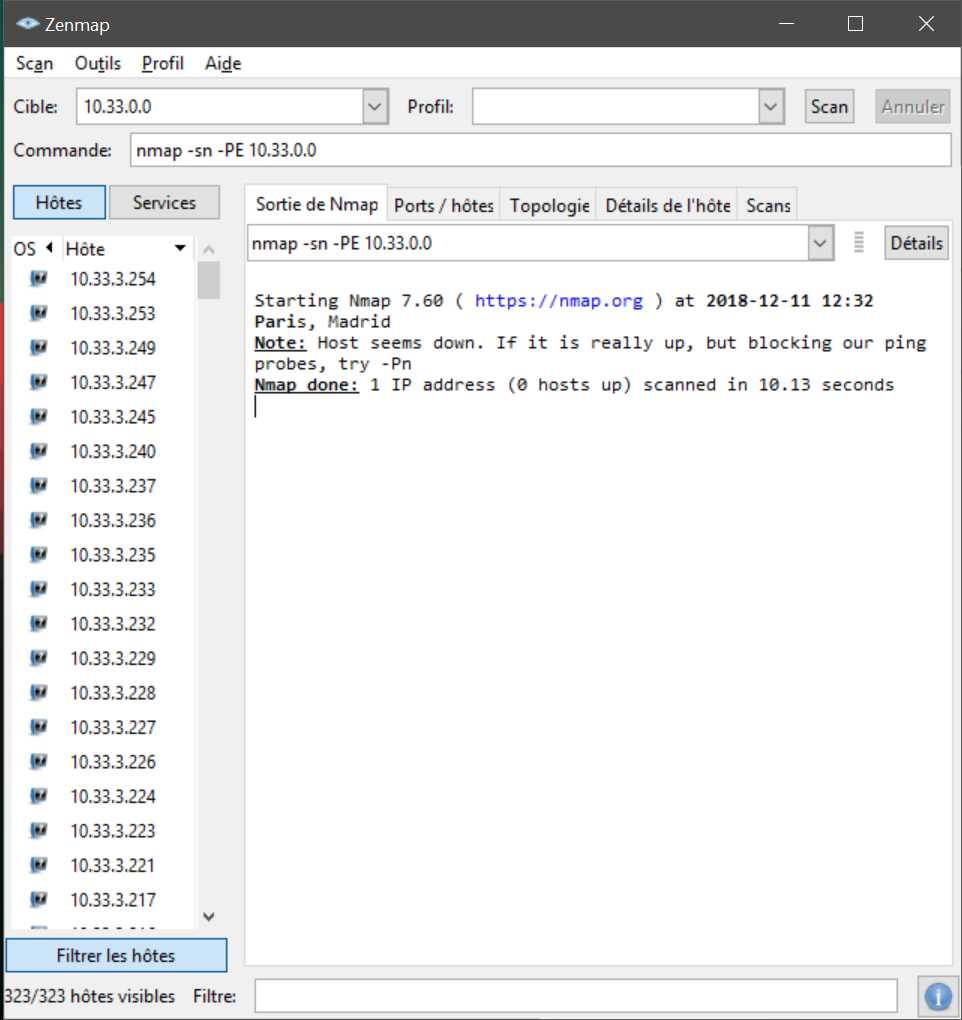 Zenmap
Scan Outils Profil Aide
Cible: 10.33.0.0 Profil: Scan Annuler
Commande: nmap -sn -PE 10.33.0.0
Hôtes Services
Sortie de Nmap Ports / hôtes Topologie Détails de l'hôte Scans
OS Hôte
nmap -sn -PE 10.33.0.0 Détails
10.33.3.254
10.33.3.253
10.33.3.249
10.33.3.247
10.33.3.245
10.33.3.240
10.33.3.237
10.33.3.236
10.33.3.235
10.33.3.233
10.33.3.232
10.33.3.229
10.33.3.228
10.33.3.227
10.33.3.226
10.33.3.224
10.33.3.223
10.33.3.221
10.33.3.217
Starting Nmap 7.60 ( https://nmap.org ) at 2018-12-11 12:32
Paris, Madrid
Note: Host seems down. If it is really up, but blocking our ping
probes, try -Pn
Nmap done: 1 IP address (0 hosts up) scanned in 10.13 seconds
Filtrer les hôtes
323/323 hôtes visibles Filtre: